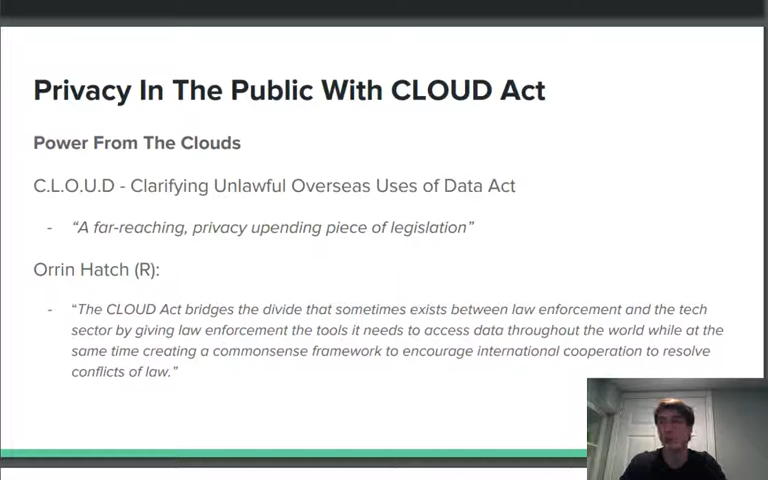 Privacy In The Public With CLOUD Act
Power From The Clouds
C.L.O.U.D - Clarifying Unlawful Overseas Uses of Data Act
- “A far-reaching, privacy upending piece of legislation”
Orrin Hatch (R):
- “The CLOUD Act bridges the divide that sometimes exists between law enforcement and the tech
sector by giving law enforcement the tools it needs to access data throughout the world while at the
same time creating a commonsense framework to encourage international cooperation to resolve
conflicts of law.”